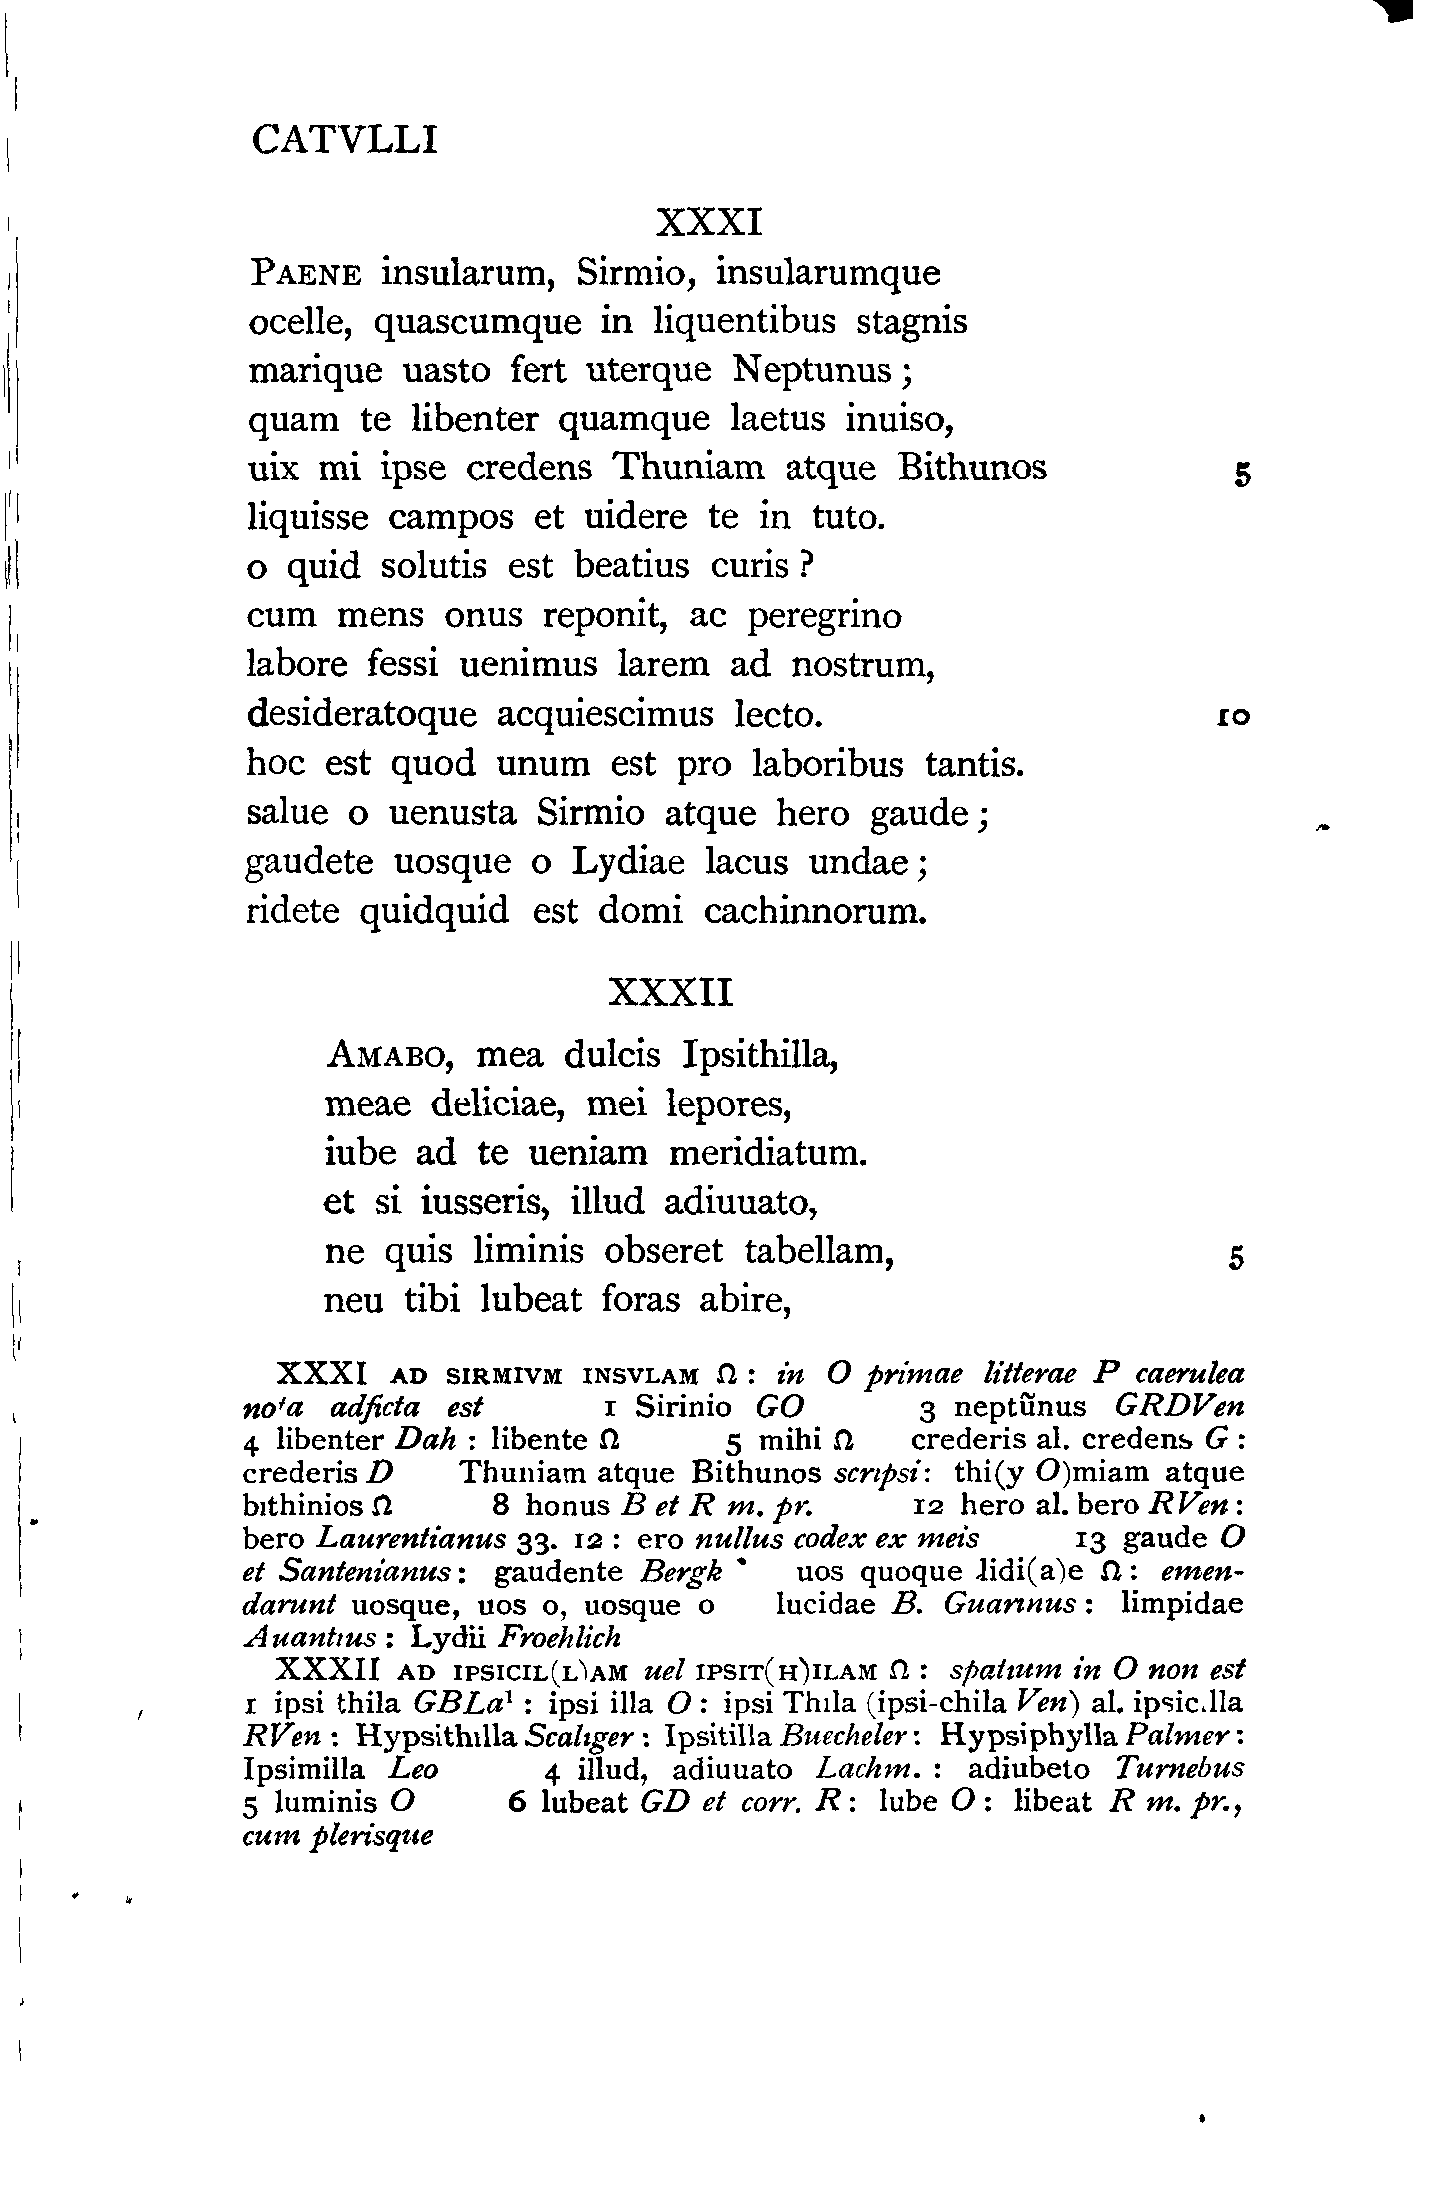 CATVLLI
XXXI
PAENE insularum, Sirmio, insularumque
ocelle, quascumque in liquentibus stagnis
marique uasto fert uterque Neptunus ;
quam te libenter quamque laetus inuiso,
uix mi ipse credens Thuniam atque Bithunos 5
liquisse campos et uidere te in tuto.
o quid solutis est beatius curis ?
cum mens onus reponit, ac peregrino
labore fessi uenimus larem ad nostrum,
desideratoque acquiescimus lecto. 10
hoc est quod unum est pro laboribus tantis.
salue o uenusta Sirmio atque hero gaude ;
gaudete uosque o Lydiae lacus undae ;
ridete quidquid est domi cachinnorum.
XXXII
AMABO, mea dulcis Ipsithilla,
meae deliciae, mei lepores,
iube ad te ueniam meridiatum.
et si iusseris, illud adiuuato,
ne quis liminis obseret tabellam, 5
neu tibi lubeat foras abire,
XXXI AD SIRMIVM INSVLAM Ω : in O primae litterae P caerulea
nota adficta est 1 Sirinio GO 3 neptūnus GRDVen
4 libenter Dah : libente Ω 5 mihi Ω crederis al. credens G :
crederis D Thuniam atque Bithunos scripsi : thi(y O)miam atque
bithinios Ω 8 honus B et R m. pr. 12 hero al. bero RVen :
bero Laurentianus 33. 12 : ero nullus codex ex meis 13 gaude O
et Santenianus : gaudente Bergk uos quoque lidi(a)e Ω : emen-
darunt uosque, uos o, uosque o lucidae B. Guarinus : limpidae
Auantius : Lydii Froehlich
XXXII AD IPSICIL(L)AM uel IPSIT(H)ILAM Ω : spatium in O non est
1 ipsi thila GBLa¹ : ipsi illa O : ipsi Thila (ipsi-chila Ven) al. ipsicilla
RVen : Hypsithilla Scaliger : Ipsitilla Buecheler : Hypsiphylla Palmer :
Ipsimilla Leo 4 illud, adiuuato Lachm. : adiubeto Turnebus
5 luminis O 6 lubeat GD et corr. R : lube O : libeat R m. pr.,
cum plerisque